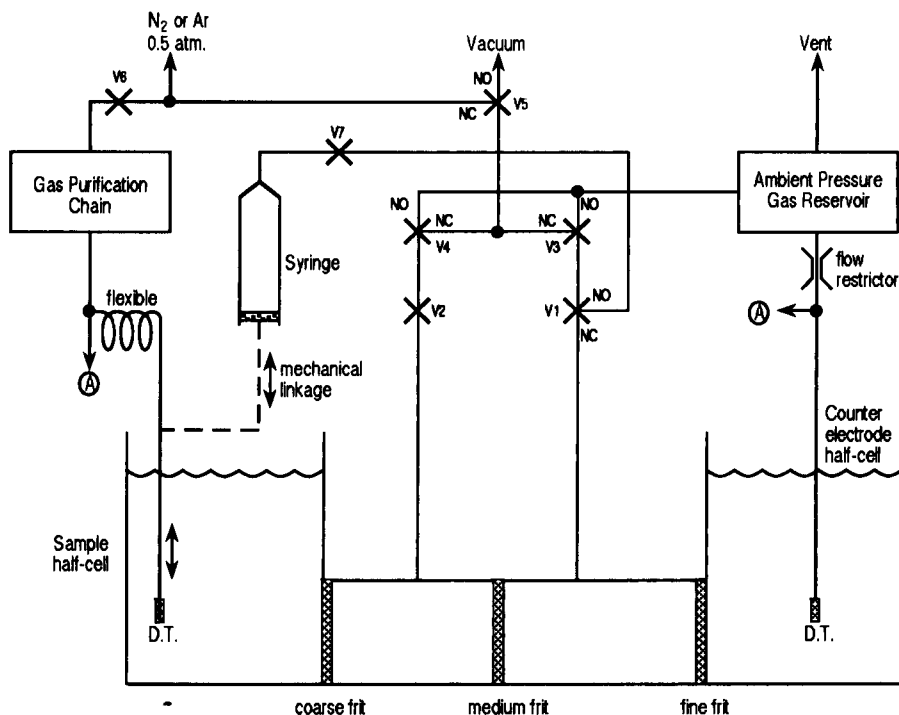 N₂ or Ar
0.5 atm.
Vacuum
Vent
V6
NO
NC
V5
V7
Gas Purification
Chain
Ambient Pressure
Gas Reservoir
NO
NC
V4
NO
NC
V3
Syringe
flow
restrictor
flexible
V2
NO
V1
NC
A
A
mechanical
linkage
Counter
electrode
half-cell
Sample
half-cell
D.T.
D.T.
coarse frit
medium frit
fine frit